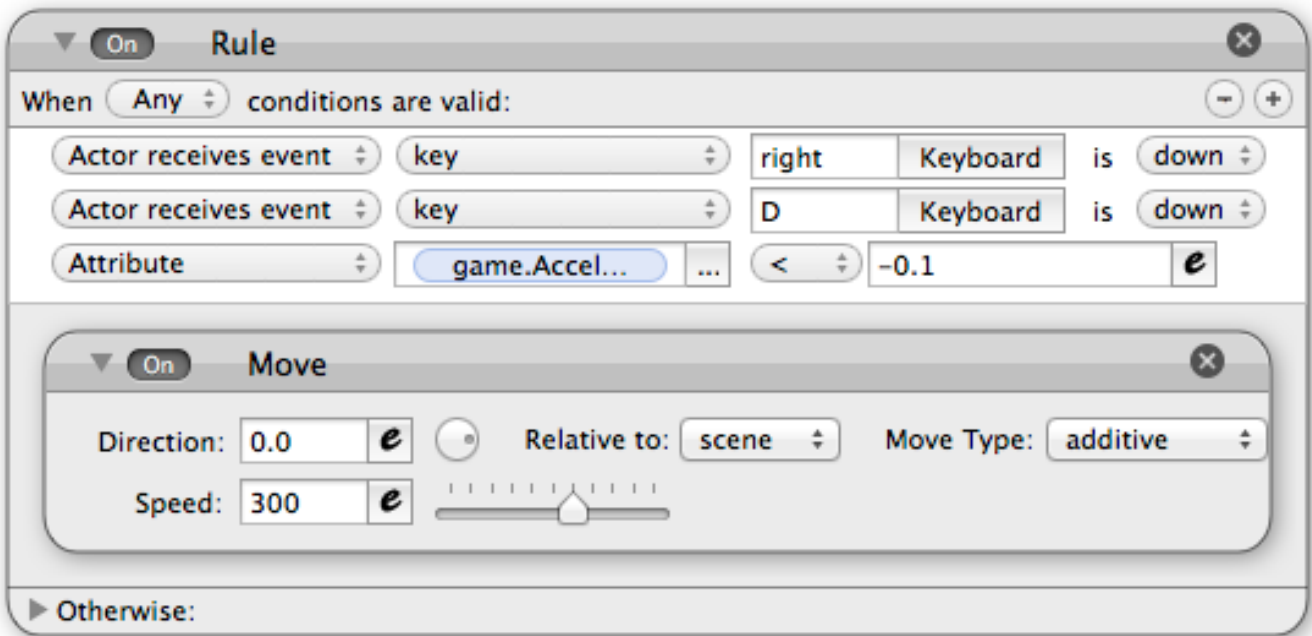 On Rule
When Any conditions are valid: - +
Actor receives event key right Keyboard is down
Actor receives event key D Keyboard is down
Attribute game.Accel... ... < -0.1 e
On Move
Direction: 0.0 e Relative to: scene Move Type: additive
Speed: 300 e
Otherwise: